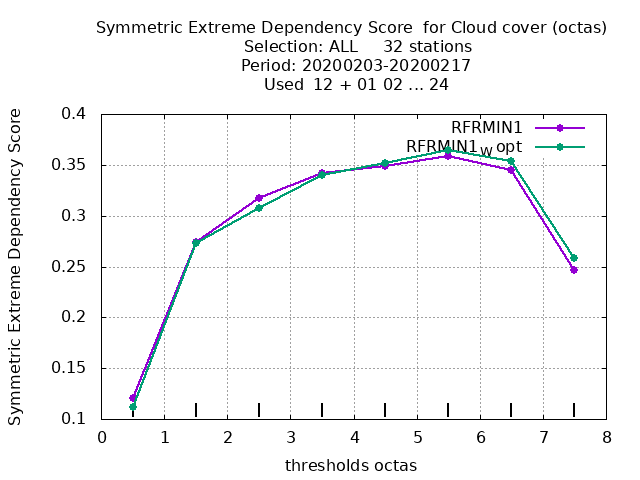 Symmetric Extreme Dependency Score  for Cloud cover (octas)
Selection: ALL     32 stations
Period: 20200203-20200217
Used  12 + 01 02 ... 24
RFRMIN1
RFRMIN1W opt
Symmetric Extreme Dependency Score
0.4
0.35
0.3
0.25
0.2
0.15
0.1
0 1 2 3 4 5 6 7 8
thresholds octas